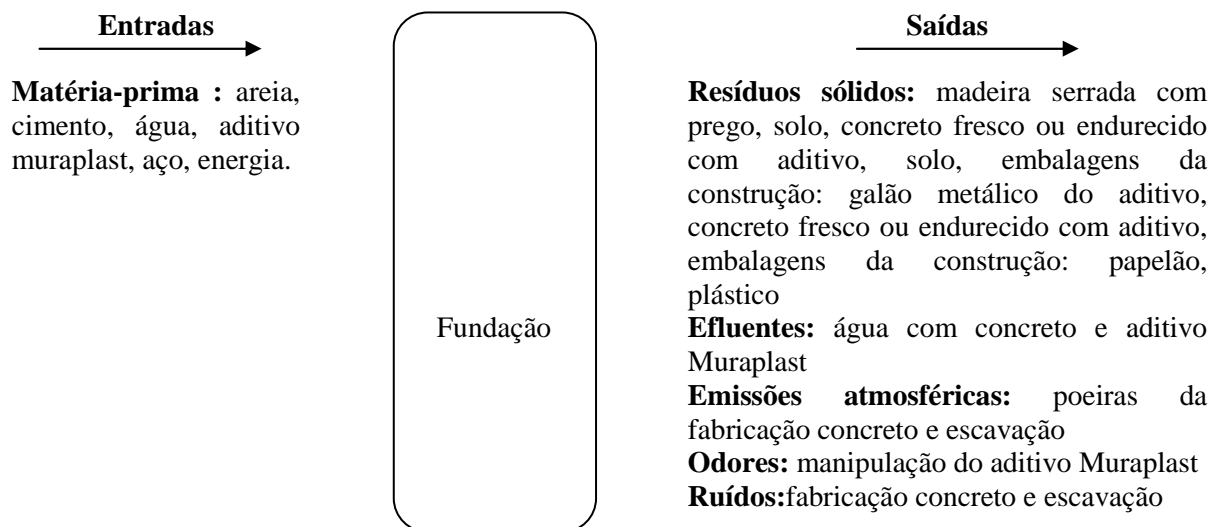 Entradas
Matéria-prima : areia,
cimento, água, aditivo
muraplast, aço, energia.
Fundação
Saídas
Resíduos sólidos: madeira serrada com
prego, solo, concreto fresco ou endurecido
com aditivo, solo, embalagens da
construção: galão metálico do aditivo,
concreto fresco ou endurecido com aditivo,
embalagens da construção: papelão,
plástico
Efluentes: água com concreto e aditivo
Muraplast
Emissões atmosféricas: poeiras da
fabricação concreto e escavação
Odores: manipulação do aditivo Muraplast
Ruídos:fabricação concreto e escavação